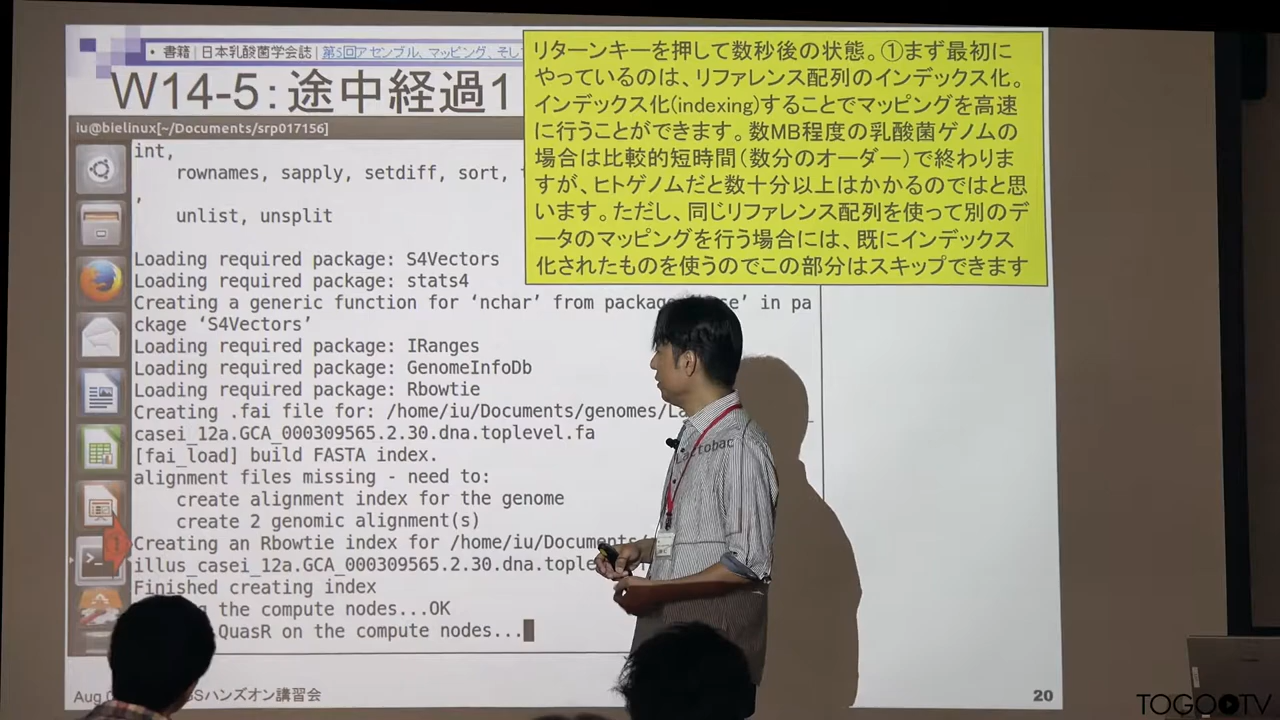 • 書籍 | 日本乳酸菌学会誌 | 第5回アセンブル、マッピング、そし
W14-5：途中経過1
リターンキーを押して数秒後の状態。①まず最初に
やっているのは、リファレンス配列のインデックス化。
インデックス化(indexing)することでマッピングを高速
に行うことができます。数MB程度の乳酸菌ゲノムの
場合は比較的短時間（数分のオーダー）で終わりま
すが、ヒトゲノムだと数十分以上はかかるのではと思
います。ただし、同じリファレンス配列を使って別のデ
ータのマッピングを行う場合には、既にインデックス
化されたものを使うのでこの部分はスキップできます
iu@bielinux[~/Documents/srp017156]
int,
rownames, sapply, setdiff, sort,
,
unlist, unsplit
Loading required package: S4Vectors
Loading required package: stats4
Creating a generic function for ‘nchar’ from package in pa
ckage ‘S4Vectors’
Loading required package: IRanges
Loading required package: GenomeInfoDb
Loading required package: Rbowtie
Creating .fai file for: /home/iu/Documents/genomes/La
Lactobac
casei_12a.GCA_000309565.2.30.dna.toplevel.fa
[fai_load] build FASTA index.
alignment files missing - need to:
create alignment index for the genome
create 2 genomic alignment(s)
①
Creating an Rbowtie index for /home/iu/Documents/
illus_casei_12a.GCA_000309565.2.30.dna.tople
Finished creating index
the compute nodes...OK
QuasR on the compute nodes...
Aug
Sハンズオン講習会
20
TOGOTV